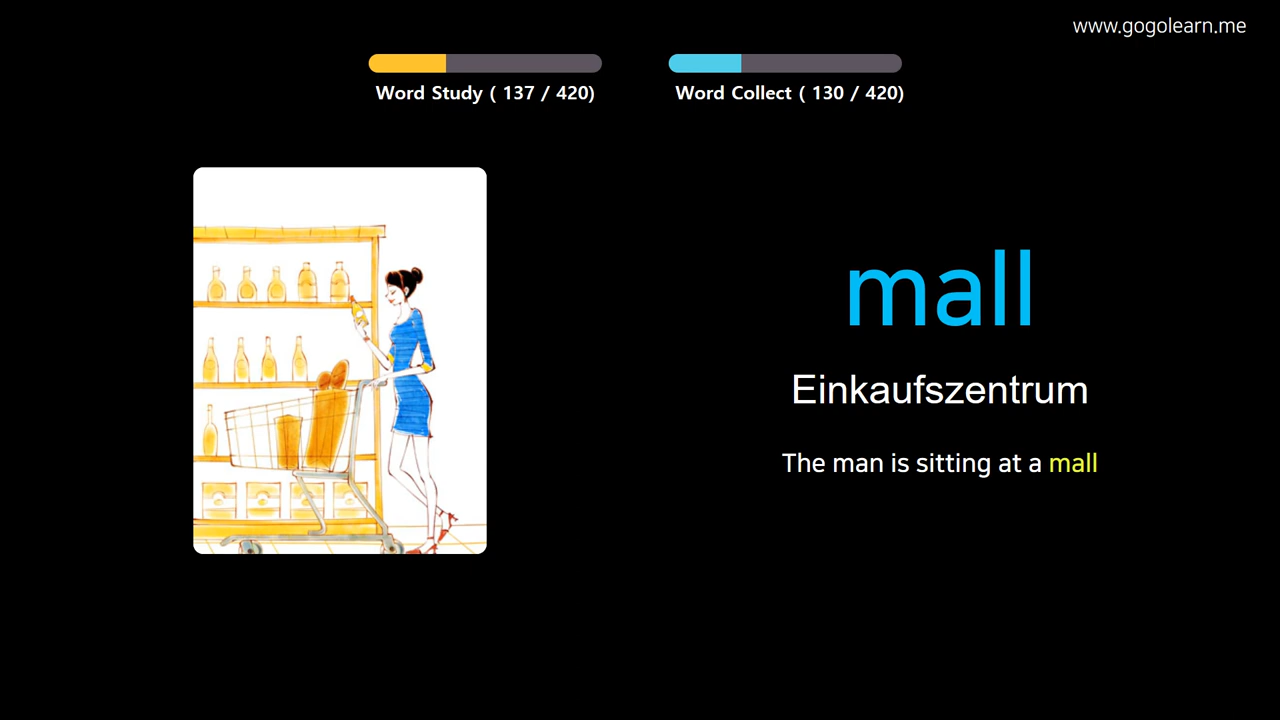 www.gogolearn.me
Word Study ( 137 / 420)
Word Collect ( 130 / 420)
mall
Einkaufszentrum
The man is sitting at a mall